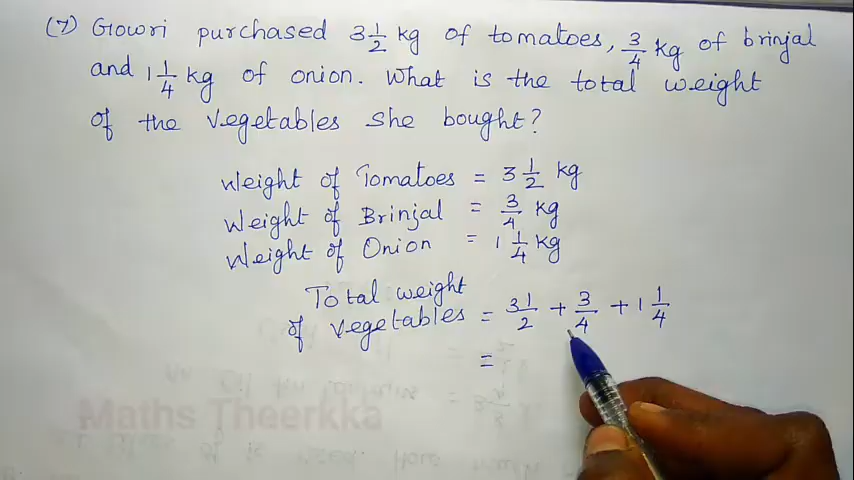 (7) Gowri purchased 3 1/2 kg of tomatoes, 3/4 kg of brinjal
and 1 1/4 kg of onion. What is the total weight
of the vegetables she bought?
Weight of Tomatoes = 3 1/2 kg
Weight of Brinjal = 3/4 kg
Weight of Onion = 1 1/4 kg
Total weight
of vegetables = 3 1/2 + 3/4 + 1 1/4
=
Maths Theerkka